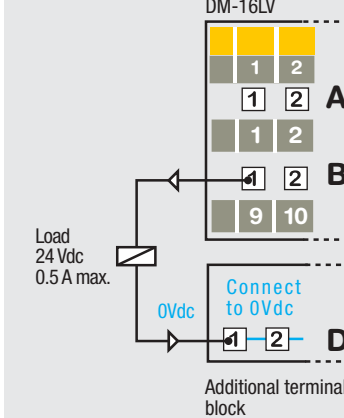 DM-16LV
1 2
1 2 A
1 2
1 2 B
9 10
Load
24 Vdc
0.5 A max.
Connect
to 0Vdc
0Vdc
1 2 D
Additional terminal
block